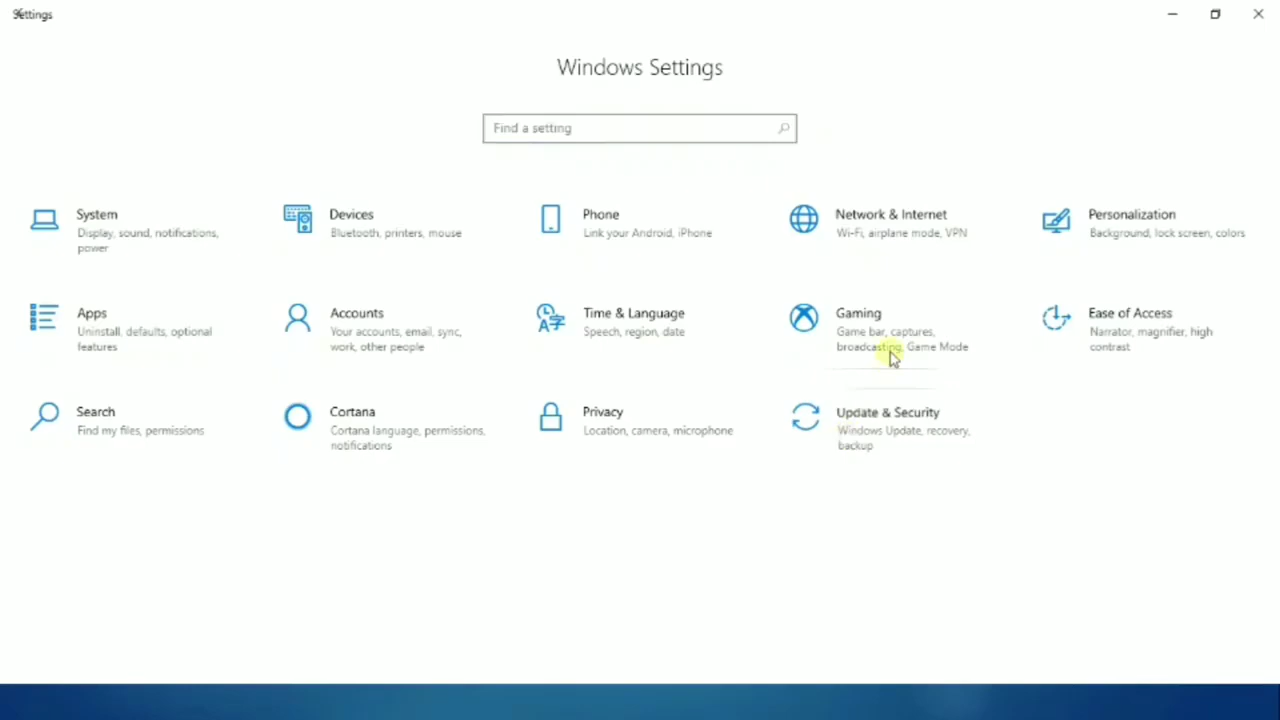 Settings
Windows Settings
Find a setting
System
Display, sound, notifications,
power
Devices
Bluetooth, printers, mouse
Phone
Link your Android, iPhone
Network & Internet
Wi-Fi, airplane mode, VPN
Personalization
Background, lock screen, colors
Apps
Uninstall, defaults, optional
features
Accounts
Your accounts, email, sync,
work, other people
Time & Language
Speech, region, date
Gaming
Game bar, captures,
broadcasting, Game Mode
Ease of Access
Narrator, magnifier, high
contrast
Search
Find my files, permissions
Cortana
Cortana language, permissions,
notifications
Privacy
Location, camera, microphone
Update & Security
Windows Update, recovery,
backup